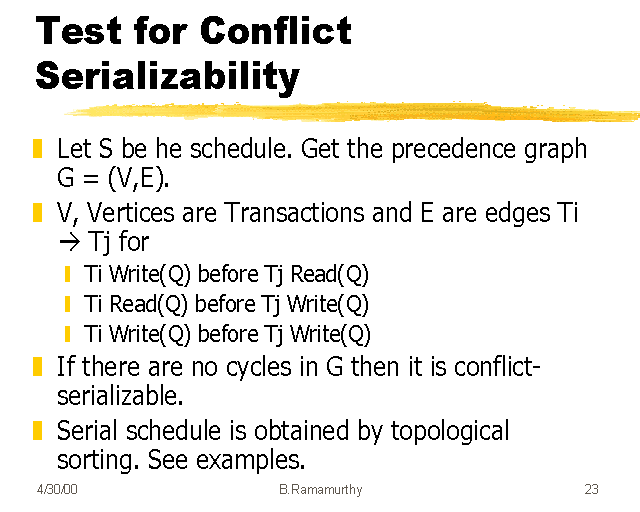 Test for Conflict
Serializability
Let S be he schedule. Get the precedence graph
G = (V,E).
V, Vertices are Transactions and E are edges Ti
→ Tj for
Ti Write(Q) before Tj Read(Q)
Ti Read(Q) before Tj Write(Q)
Ti Write(Q) before Tj Write(Q)
If there are no cycles in G then it is conflict-
serializable.
Serial schedule is obtained by topological
sorting. See examples.
4/30/00 B.Ramamurthy 23